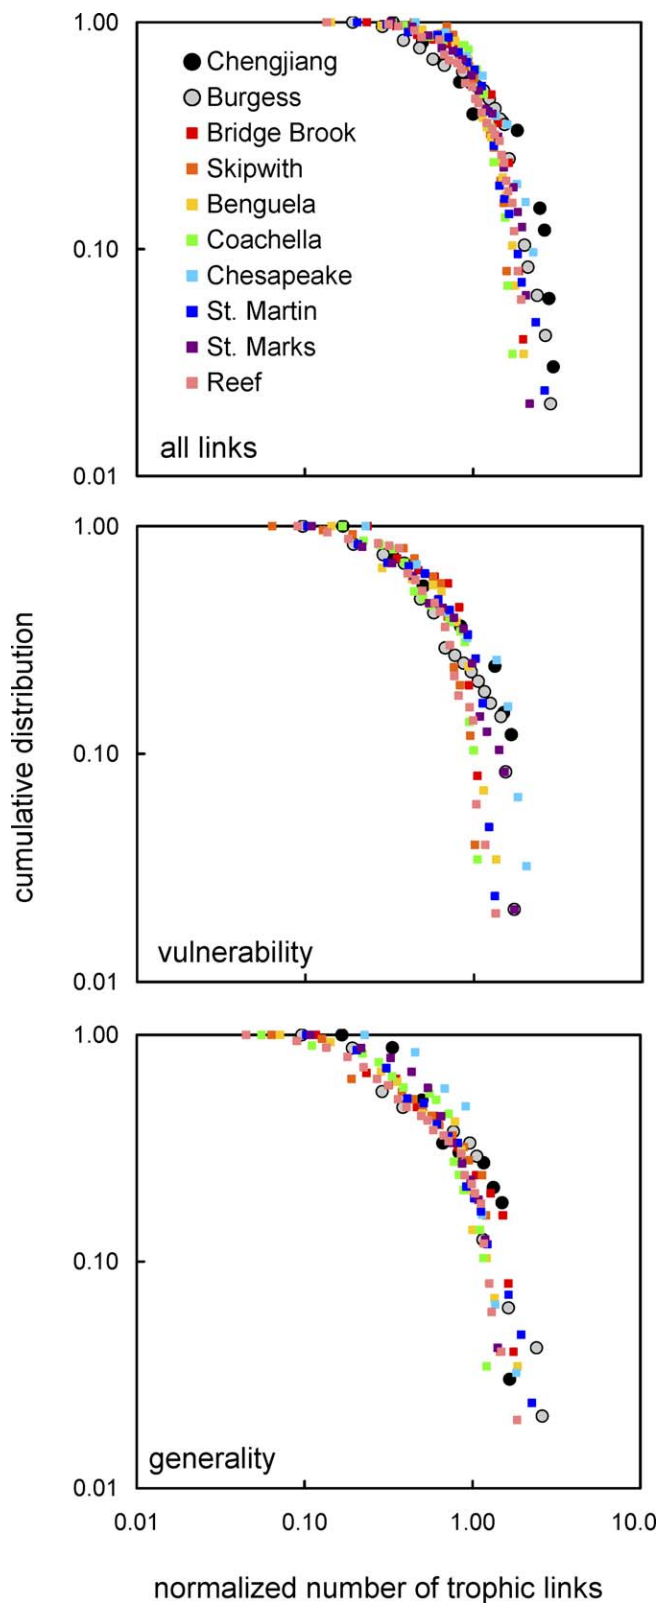 1.00
Chengjiang
Burgess
Bridge Brook
Skipwith
Benguela
Coachella
Chesapeake
St. Martin
St. Marks
Reef
0.10
all links
0.01
1.00
cumulative distribution
0.10
vulnerability
0.01
1.00
0.10
generality
0.01
0.01 0.10 1.00 10.0
normalized number of trophic links